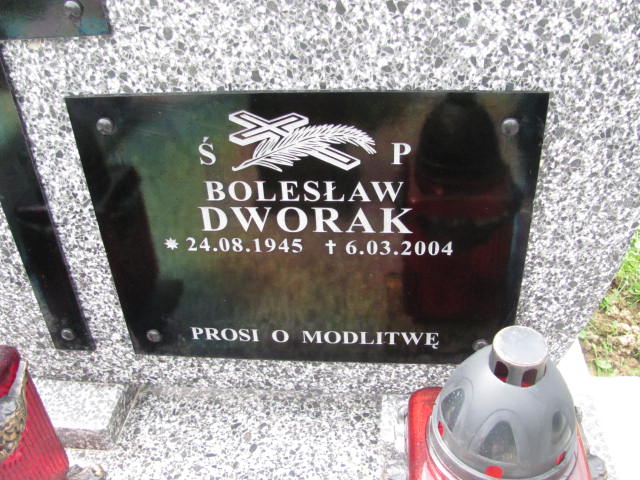 Ś P
BOLESŁAW
DWORAK
✷ 24.08.1945 † 6.03.2004
PROSI O MODLITWĘ